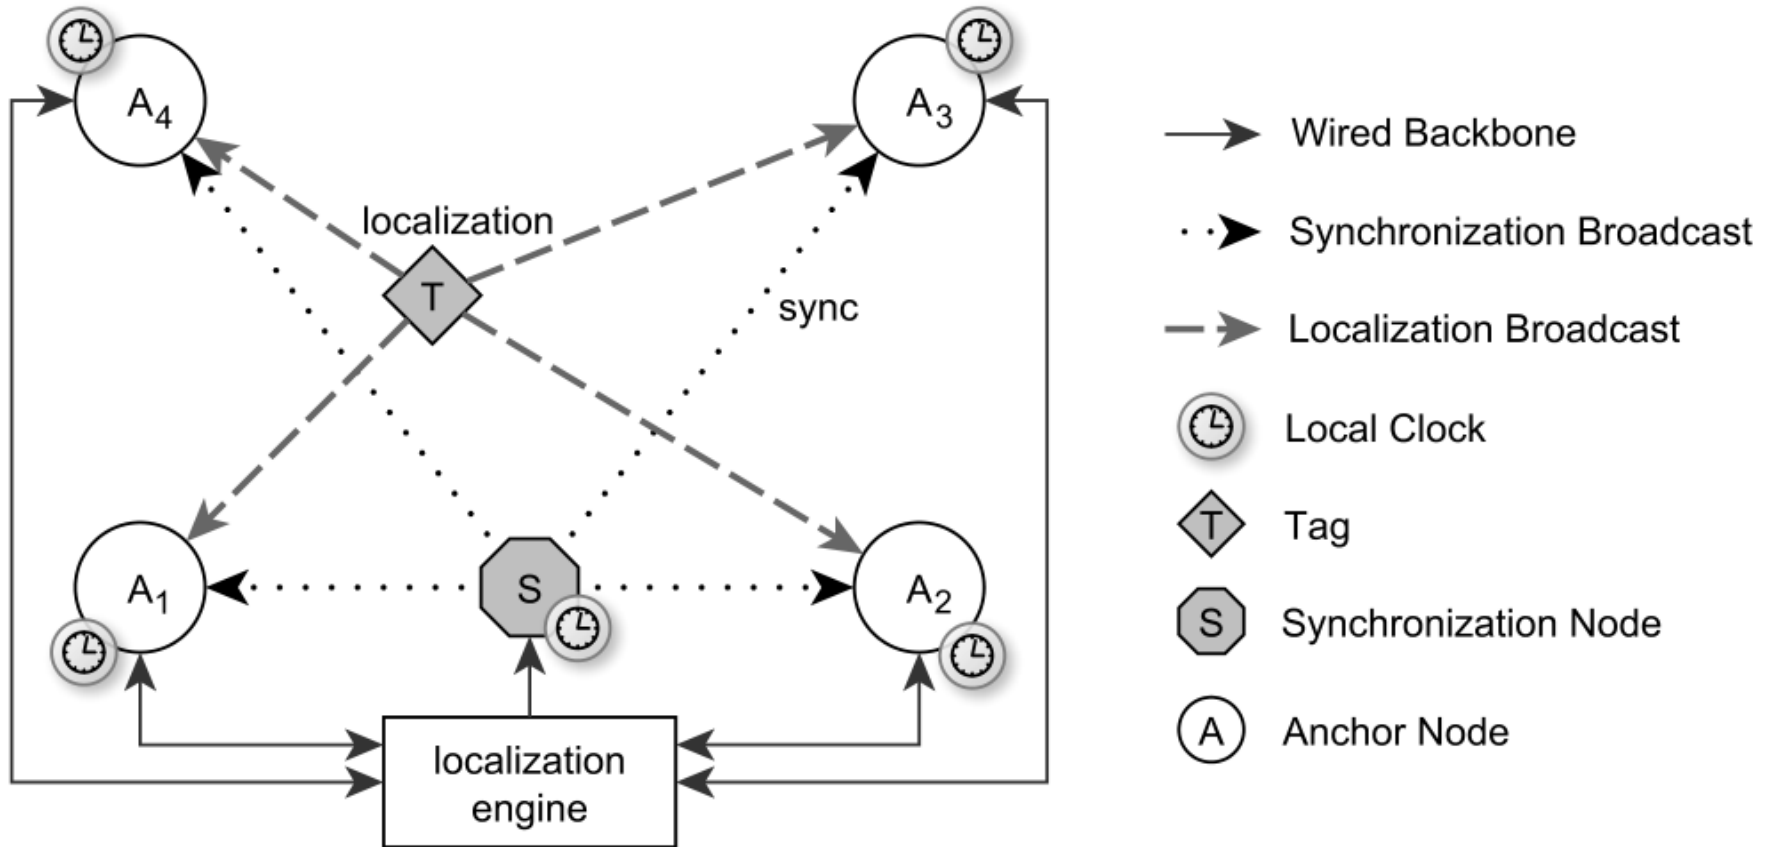 A4
A3
localization
T
sync
A1
S
A2
localization
engine
Wired Backbone
Synchronization Broadcast
Localization Broadcast
Local Clock
T Tag
S Synchronization Node
A Anchor Node